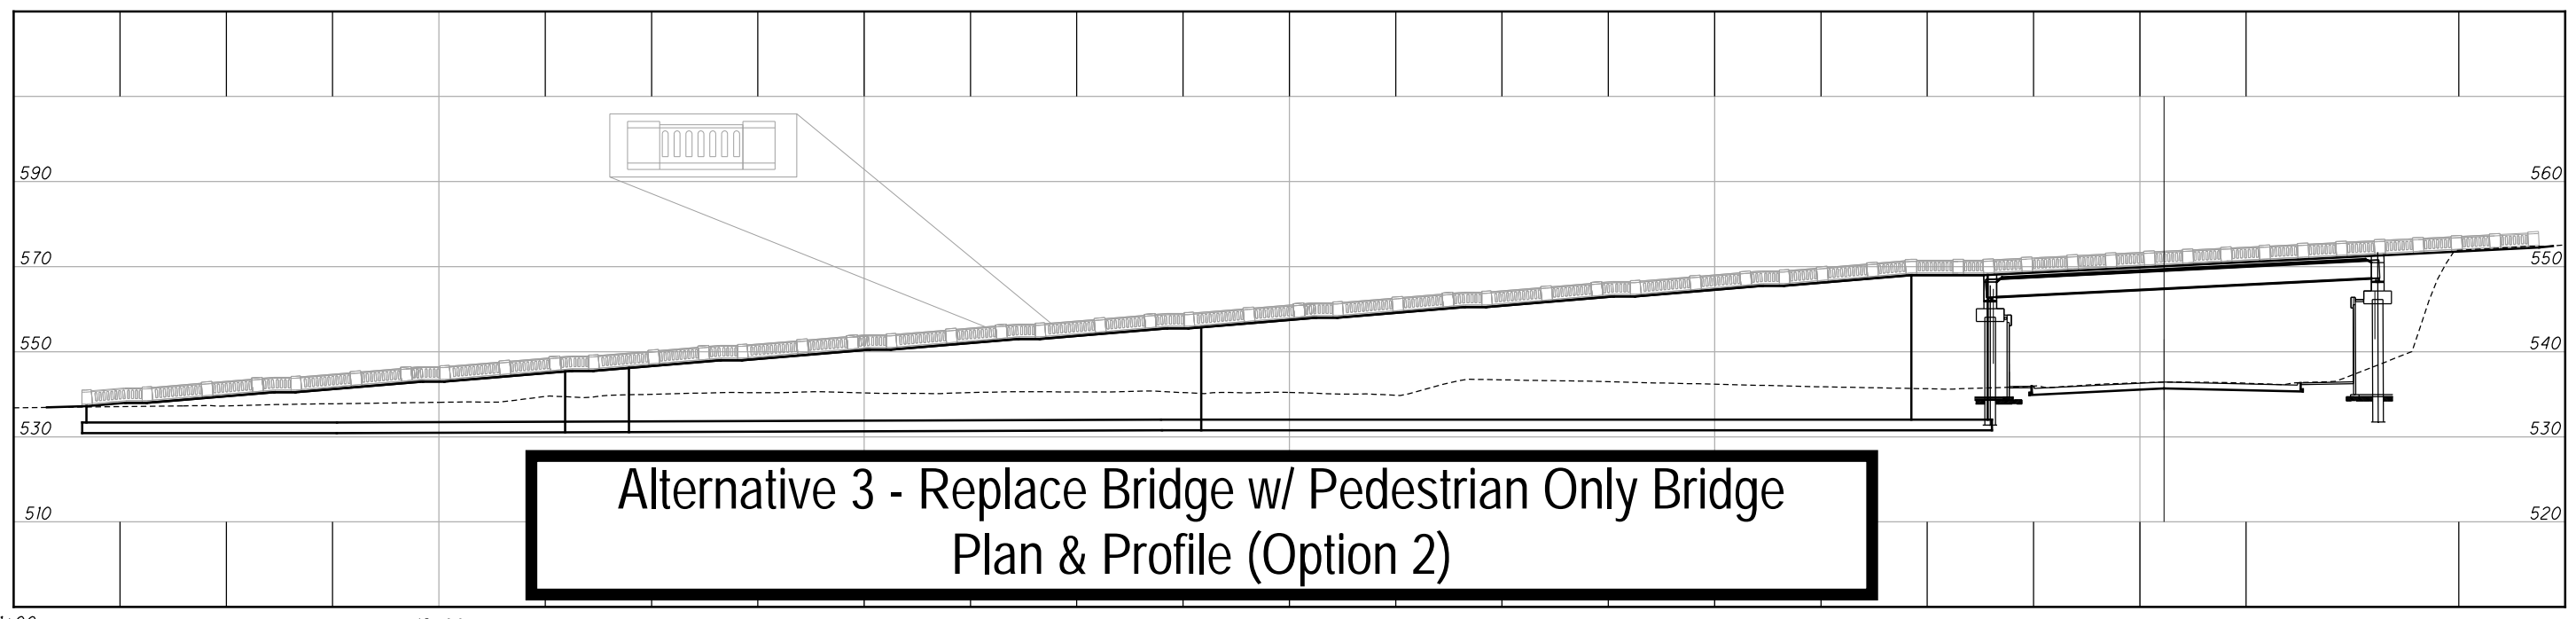 590 560
570 550
550 540
530 530
510 520
Alternative 3 - Replace Bridge w/ Pedestrian Only Bridge
Plan & Profile (Option 2)